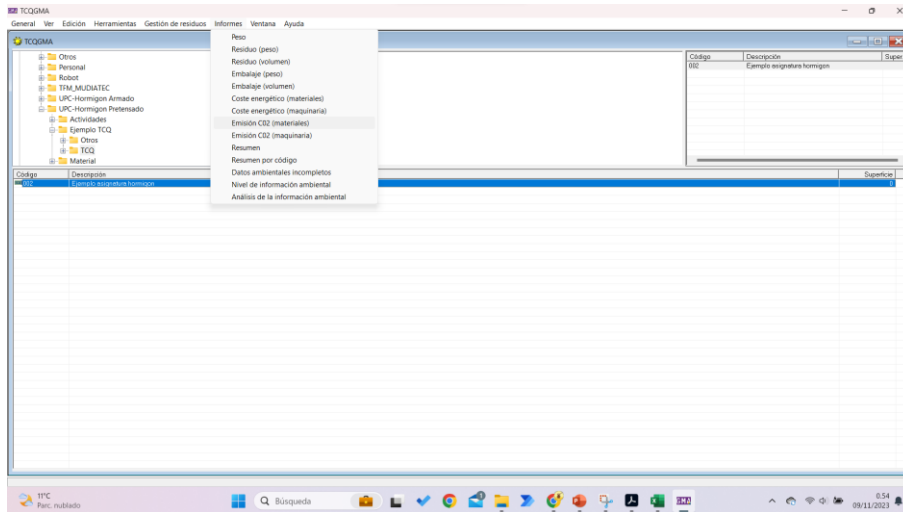 TCQGMA
General Ver Edición Herramientas Gestión de residuos Informes Ventana Ayuda
TCQGMA
Otros
Personal
Robot
TFM_MUDIATEC
UPC-Hormigon Armado
UPC-Hormigon Pretensado
Actividades
Ejemplo TCQ
Otros
TCQ
Material
Peso
Residuo (peso)
Residuo (volumen)
Embalaje (peso)
Embalaje (volumen)
Coste energético (materiales)
Coste energético (maquinaria)
Emisión C02 (materiales)
Emisión C02 (maquinaria)
Resumen
Resumen por código
Datos ambientales incompletos
Nivel de información ambiental
Análisis de la información ambiental
Código Descripción Super
002 Ejemplo asignatura hormigon
Código Descripción Superficie
002 Ejemplo asignatura hormigon 0
11°C
Parc. nublado
Búsqueda
GMA
0:54
09/11/2023